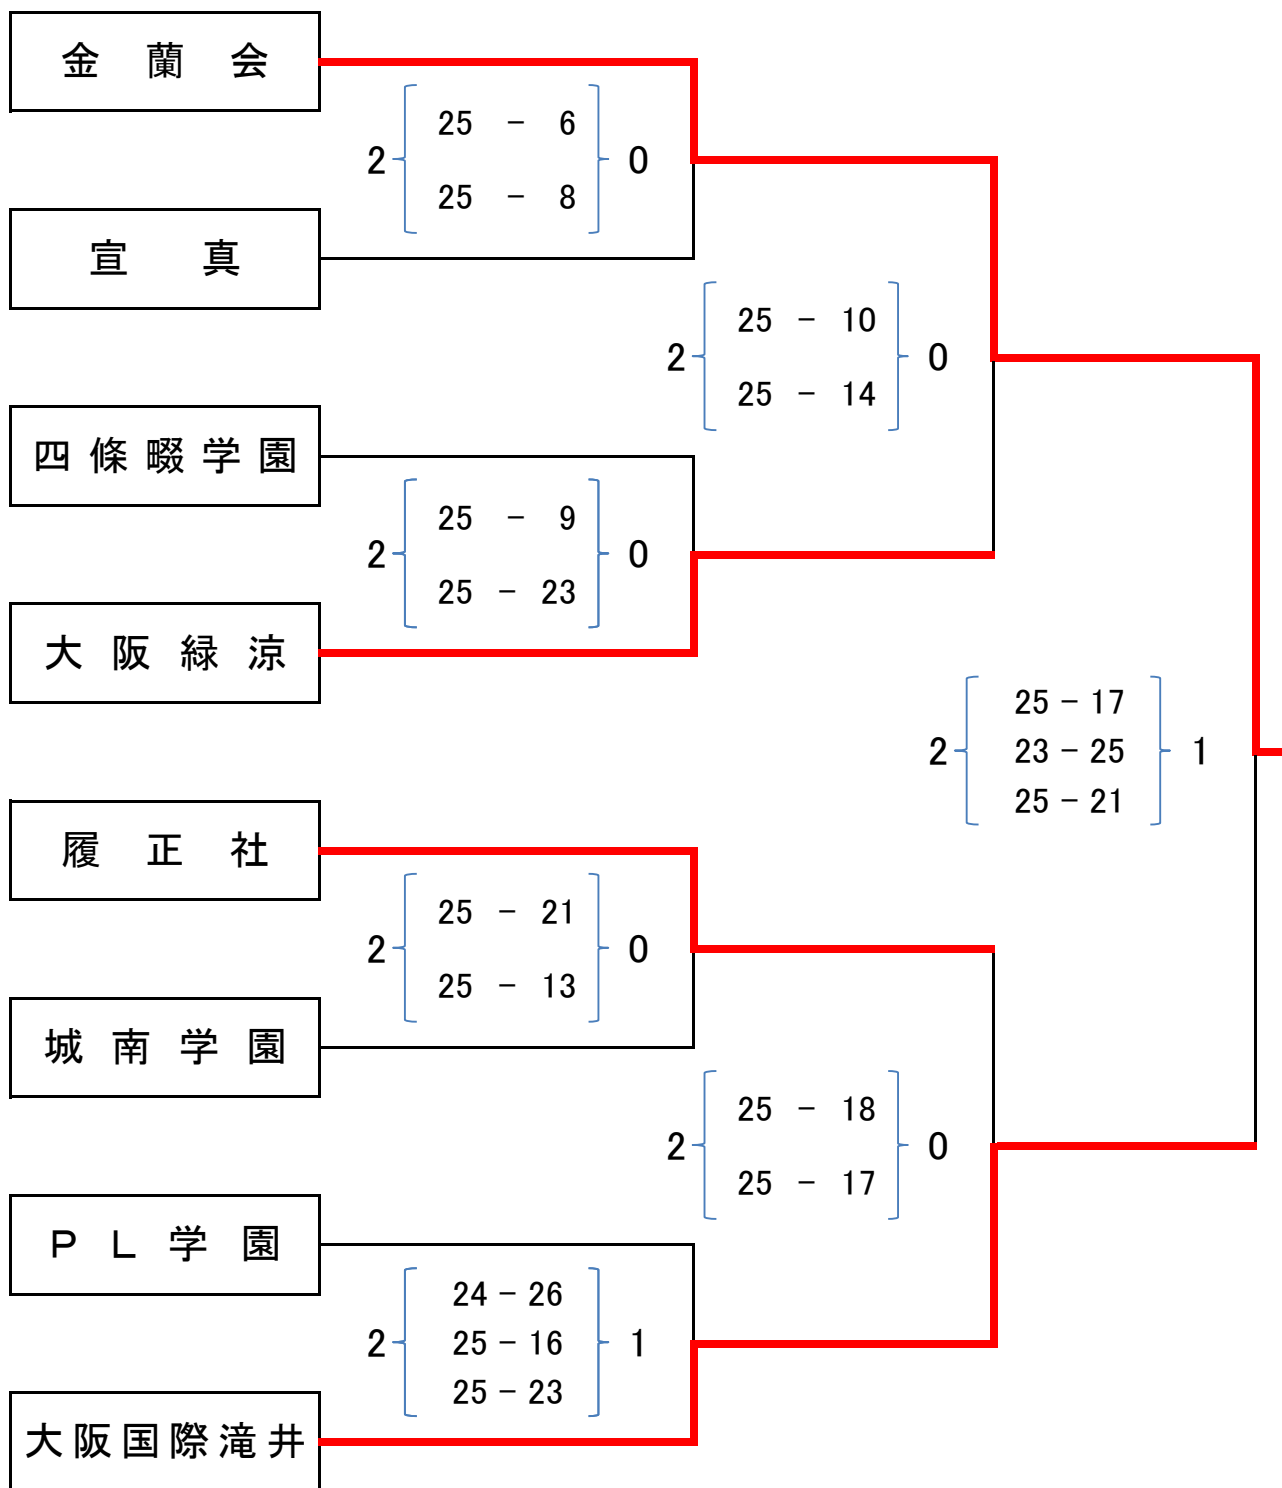 金蘭会
2 25 - 6 0
25 - 8
宣真
2 25 - 10 0
25 - 14
四條畷学園
2 25 - 9 0
25 - 23
大阪緑涼
2 25 - 17 1
23 - 25
25 - 21
履正社
2 25 - 21 0
25 - 13
城南学園
2 25 - 18 0
25 - 17
ＰＬ学園
2 24 - 26 1
25 - 16
25 - 23
大阪国際滝井